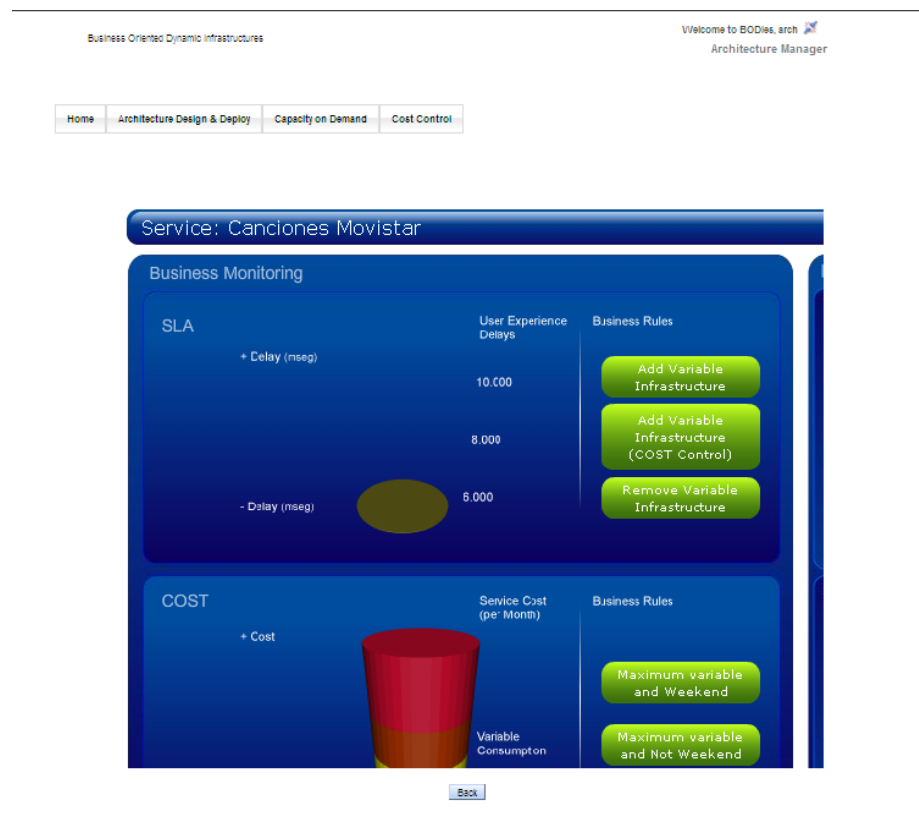 Business Oriented Dynamic Infrastructures
Welcome to BODIes, arch
Architecture Manager
Home
Architecture Design & Deploy
Capacity on Demand
Cost Control
Service: Canciones Movistar
Business Monitoring
SLA
User Experience
Delays
Business Rules
+ Delay (mseg)
10.000
8.000
6.000
- Delay (mseg)
Add Variable
Infrastructure
Add Variable
Infrastructure
(COST Control)
Remove Variable
Infrastructure
COST
Service Cost
(per Month)
Business Rules
+ Cost
Variable
Consumption
Maximum variable
and Weekend
Maximum variable
and Not Weekend
Back